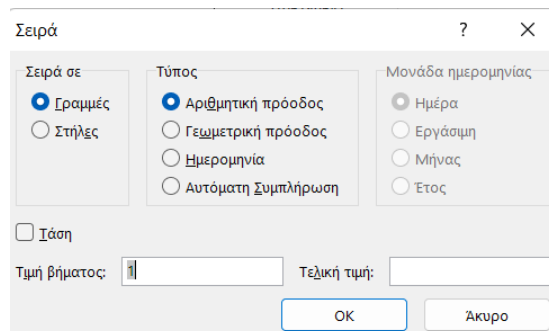 Σειρά ? ×
Σειρά σε Τύπος Μονάδα ημερομηνίας
Γραμμές Αριθμητική πρόοδος Ημέρα
Στήλες Γεωμετρική πρόοδος Εργάσιμη
Ημερομηνία Μήνας
Αυτόματη Συμπλήρωση Έτος
Τάση
Τιμή βήματος: 1 Τελική τιμή:
OK Άκυρο